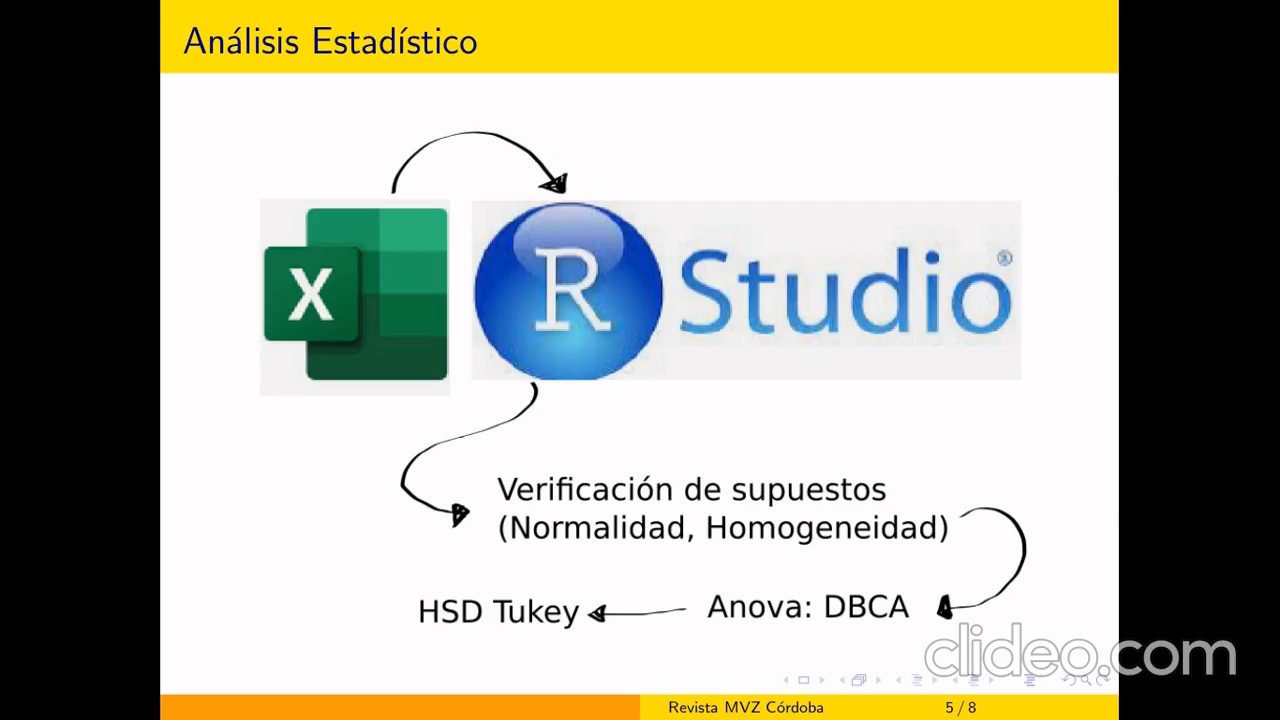 Análisis Estadístico
X
R Studio®
Verificación de supuestos
(Normalidad, Homogeneidad)
HSD Tukey
Anova: DBCA
clideo.com
Revista MVZ Córdoba
5 / 8